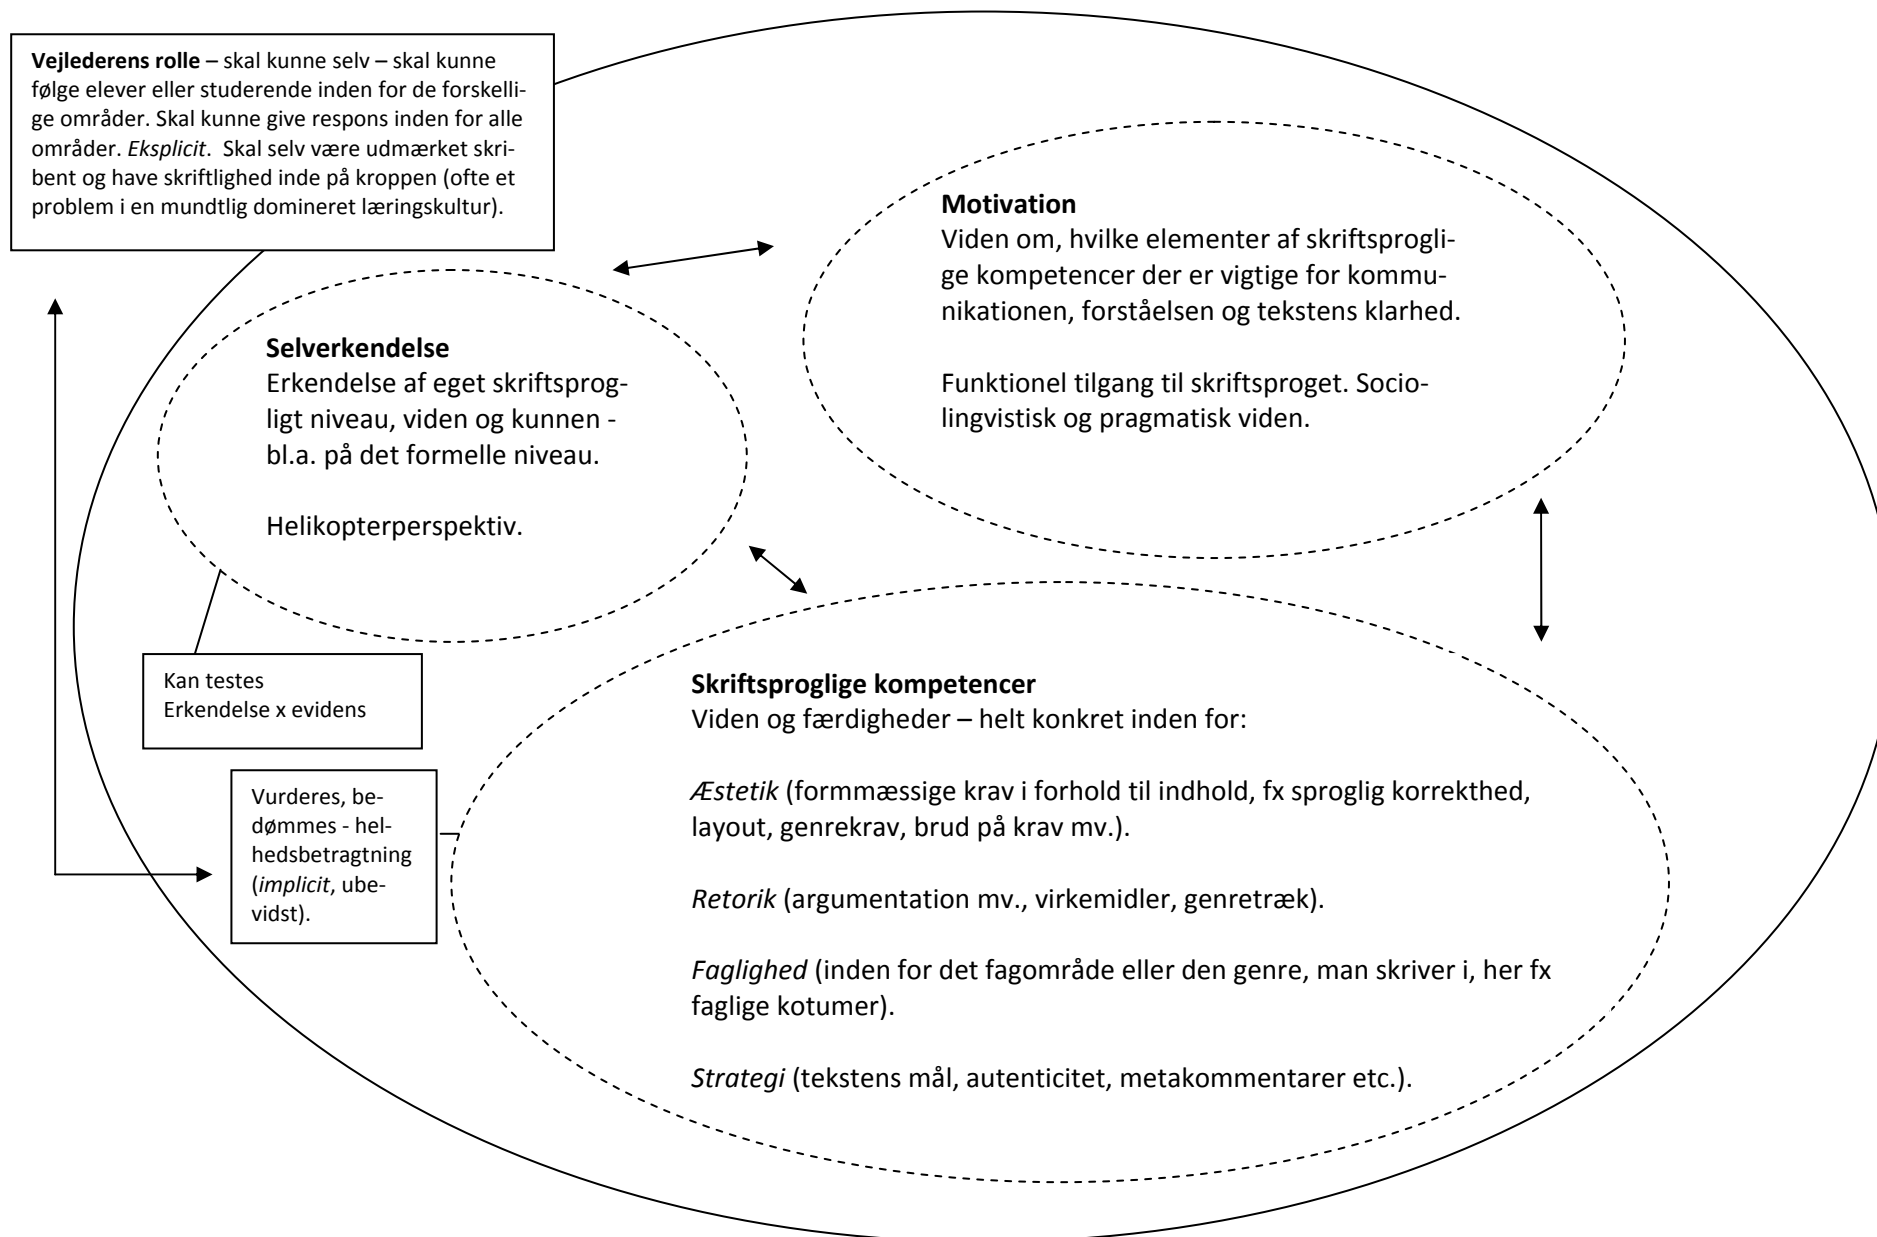 Vejlederens rolle – skal kunne selv – skal kunne
følge elever eller studerende inden for de forskelli-
ge områder. Skal kunne give respons inden for alle
områder. Eksplicit.  Skal selv være udmærket skri-
bent og have skriftlighed inde på kroppen (ofte et
problem i en mundtlig domineret læringskultur).
Motivation
Viden om, hvilke elementer af skriftsprogli-
ge kompetencer der er vigtige for kommu-
nikationen, forståelsen og tekstens klarhed.
Funktionel tilgang til skriftsproget. Socio-
lingvistisk og pragmatisk viden.
Selverkendelse
Erkendelse af eget skriftsprog-
ligt niveau, viden og kunnen -
bl.a. på det formelle niveau.
Helikopterperspektiv.
Kan testes
Erkendelse x evidens
Vurderes, be-
dømmes - hel-
hedsbetragtning
(implicit, ube-
vidst).
Skriftsproglige kompetencer
Viden og færdigheder – helt konkret inden for:
Æstetik (formmæssige krav i forhold til indhold, fx sproglig korrekthed,
layout, genrekrav, brud på krav mv.).
Retorik (argumentation mv., virkemidler, genretræk).
Faglighed (inden for det fagområde eller den genre, man skriver i, her fx
faglige kotumer).
Strategi (tekstens mål, autenticitet, metakommentarer etc.).